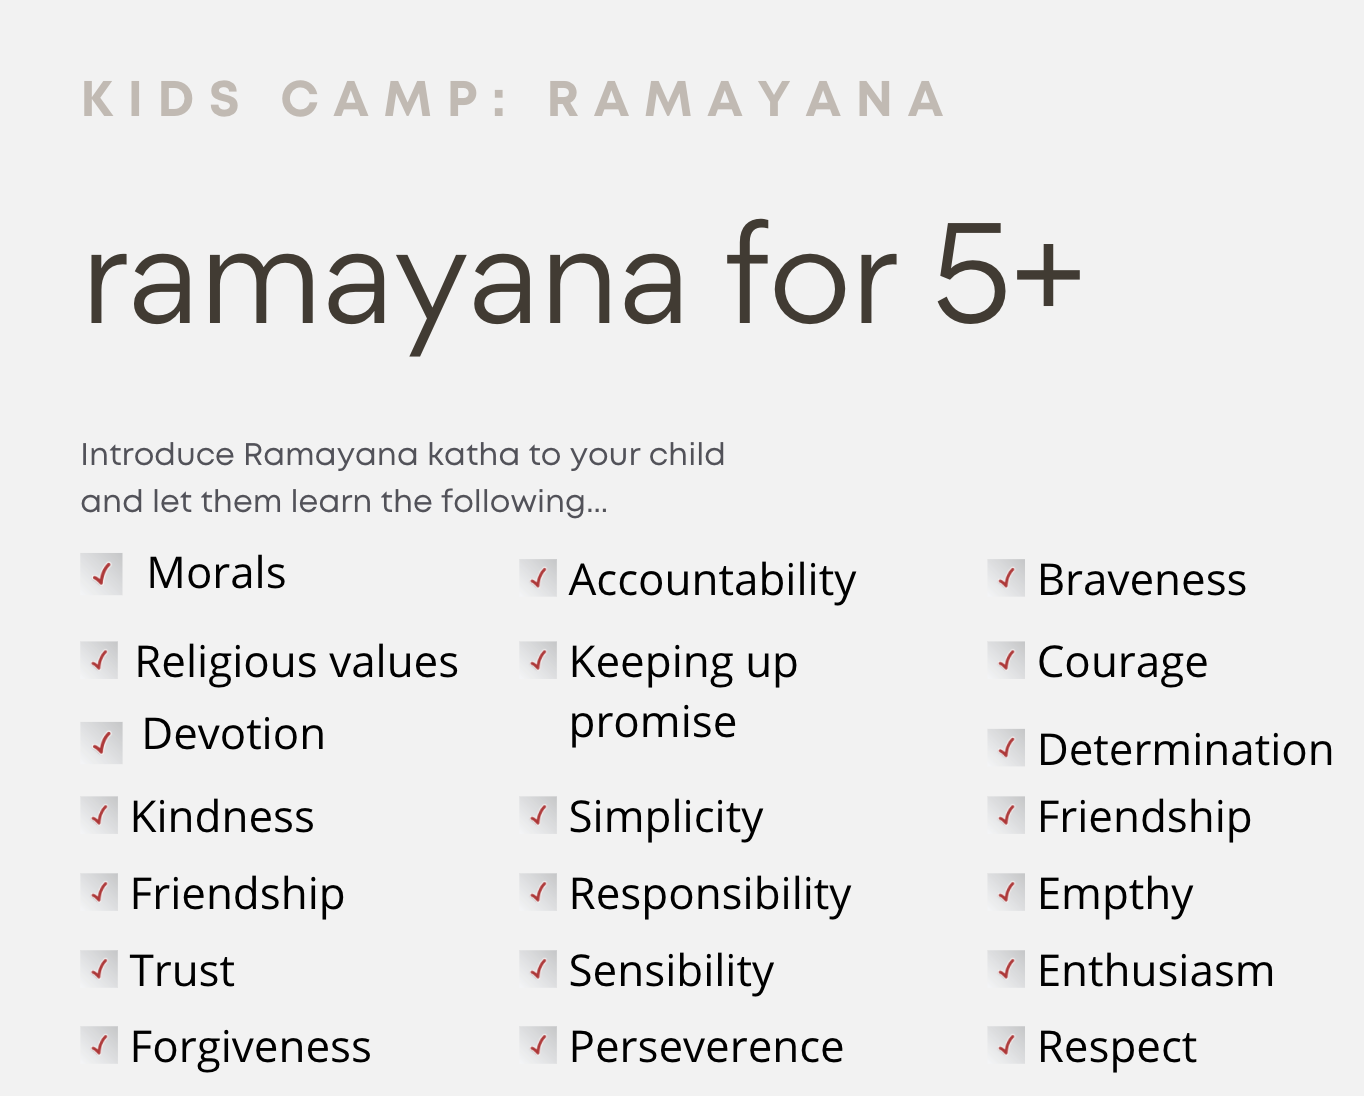 KIDS CAMP: RAMAYANA
ramayana for 5+
Introduce Ramayana katha to your child
and let them learn the following...
Morals
Religious values
Devotion
Kindness
Friendship
Trust
Forgiveness
Accountability
Keeping up
promise
Simplicity
Responsibility
Sensibility
Perseverence
Braveness
Courage
Determination
Friendship
Empthy
Enthusiasm
Respect